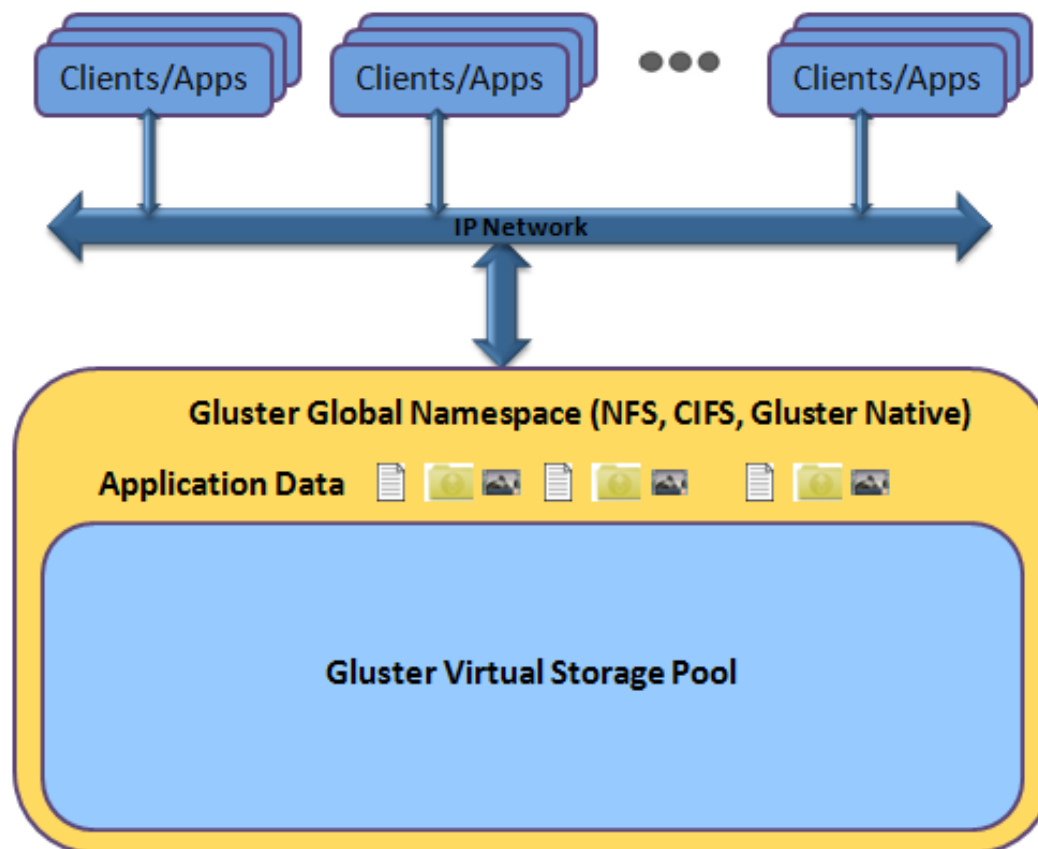 Clients/Apps
Clients/Apps
Clients/Apps
IP Network
Gluster Global Namespace (NFS, CIFS, Gluster Native)
Application Data
Gluster Virtual Storage Pool